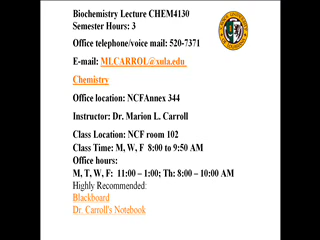 Biochemistry Lecture CHEM4130
Semester Hours: 3
Office telephone/voice mail: 520-7371
E-mail: MLCARROL@xula.edu
Chemistry
Office location: NCFAnnex 344
Instructor: Dr. Marion L. Carroll
Class Location: NCF room 102
Class Time: M, W, F 8:00 to 9:50 AM
Office hours:
M, T, W, F: 11:00 – 1:00; Th: 8:00 – 10:00 AM
Highly Recommended:
Blackboard
Dr. Carroll's Notebook